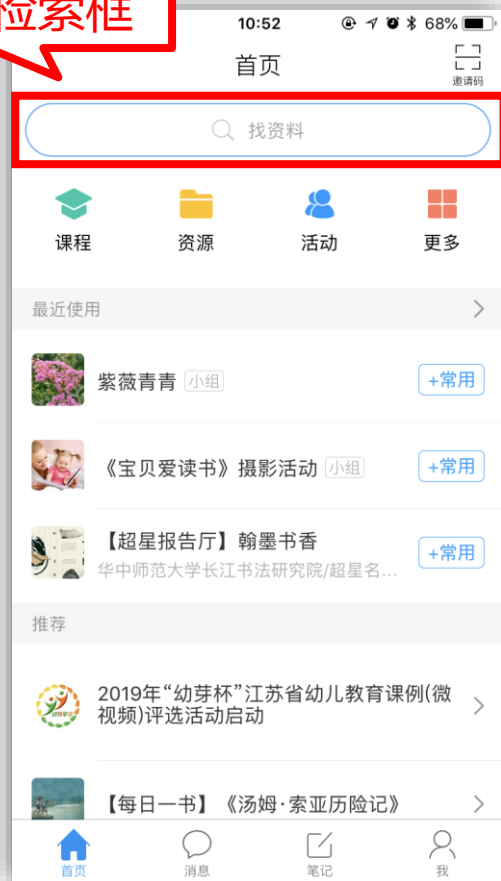 检索框
10:52
68%
首页
邀请码
找资料
课程
资源
活动
更多
最近使用
紫薇青青 小组
+常用
《宝贝爱读书》摄影活动 小组
+常用
【超星报告厅】翰墨书香
华中师范大学长江书法研究院/超星名...
+常用
推荐
2019年“幼芽杯”江苏省幼儿教育课例(微
视频)评选活动启动
【每日一书】《汤姆·索亚历险记》
首页
消息
笔记
我